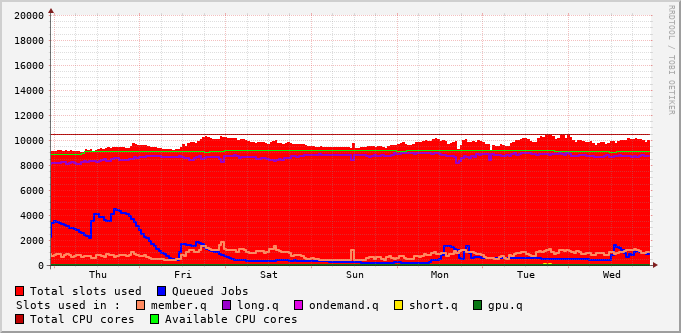 20000
18000
16000
14000
12000
10000
8000
6000
4000
2000
0
Thu Fri Sat Sun Mon Tue Wed
RRDTOOL / TOBI OETIKER
Total slots used Queued Jobs
Slots used in : member.q long.q ondemand.q short.q gpu.q
Total CPU cores Available CPU cores